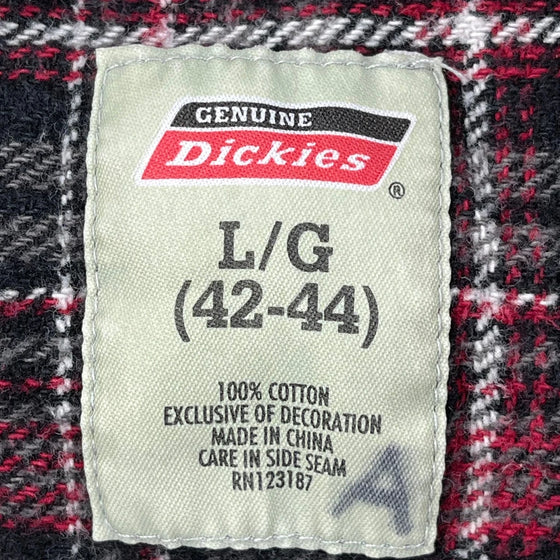 GENUINE
Dickies
®
L/G
(42-44)
100% COTTON
EXCLUSIVE OF DECORATION
MADE IN CHINA
CARE IN SIDE SEAM
RN123187
A